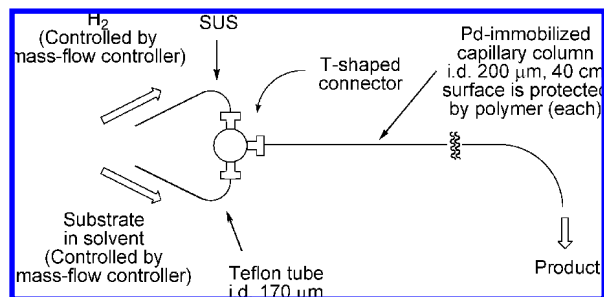 H2
(Controlled by
mass-flow controller)
SUS
T-shaped
connector
Pd-immobilized
capillary column
i.d. 200 μm, 40 cm
surface is protected
by polymer (each)
Substrate
in solvent
(Controlled by
mass-flow controller)
Teflon tube
i.d. 170 μm
Product